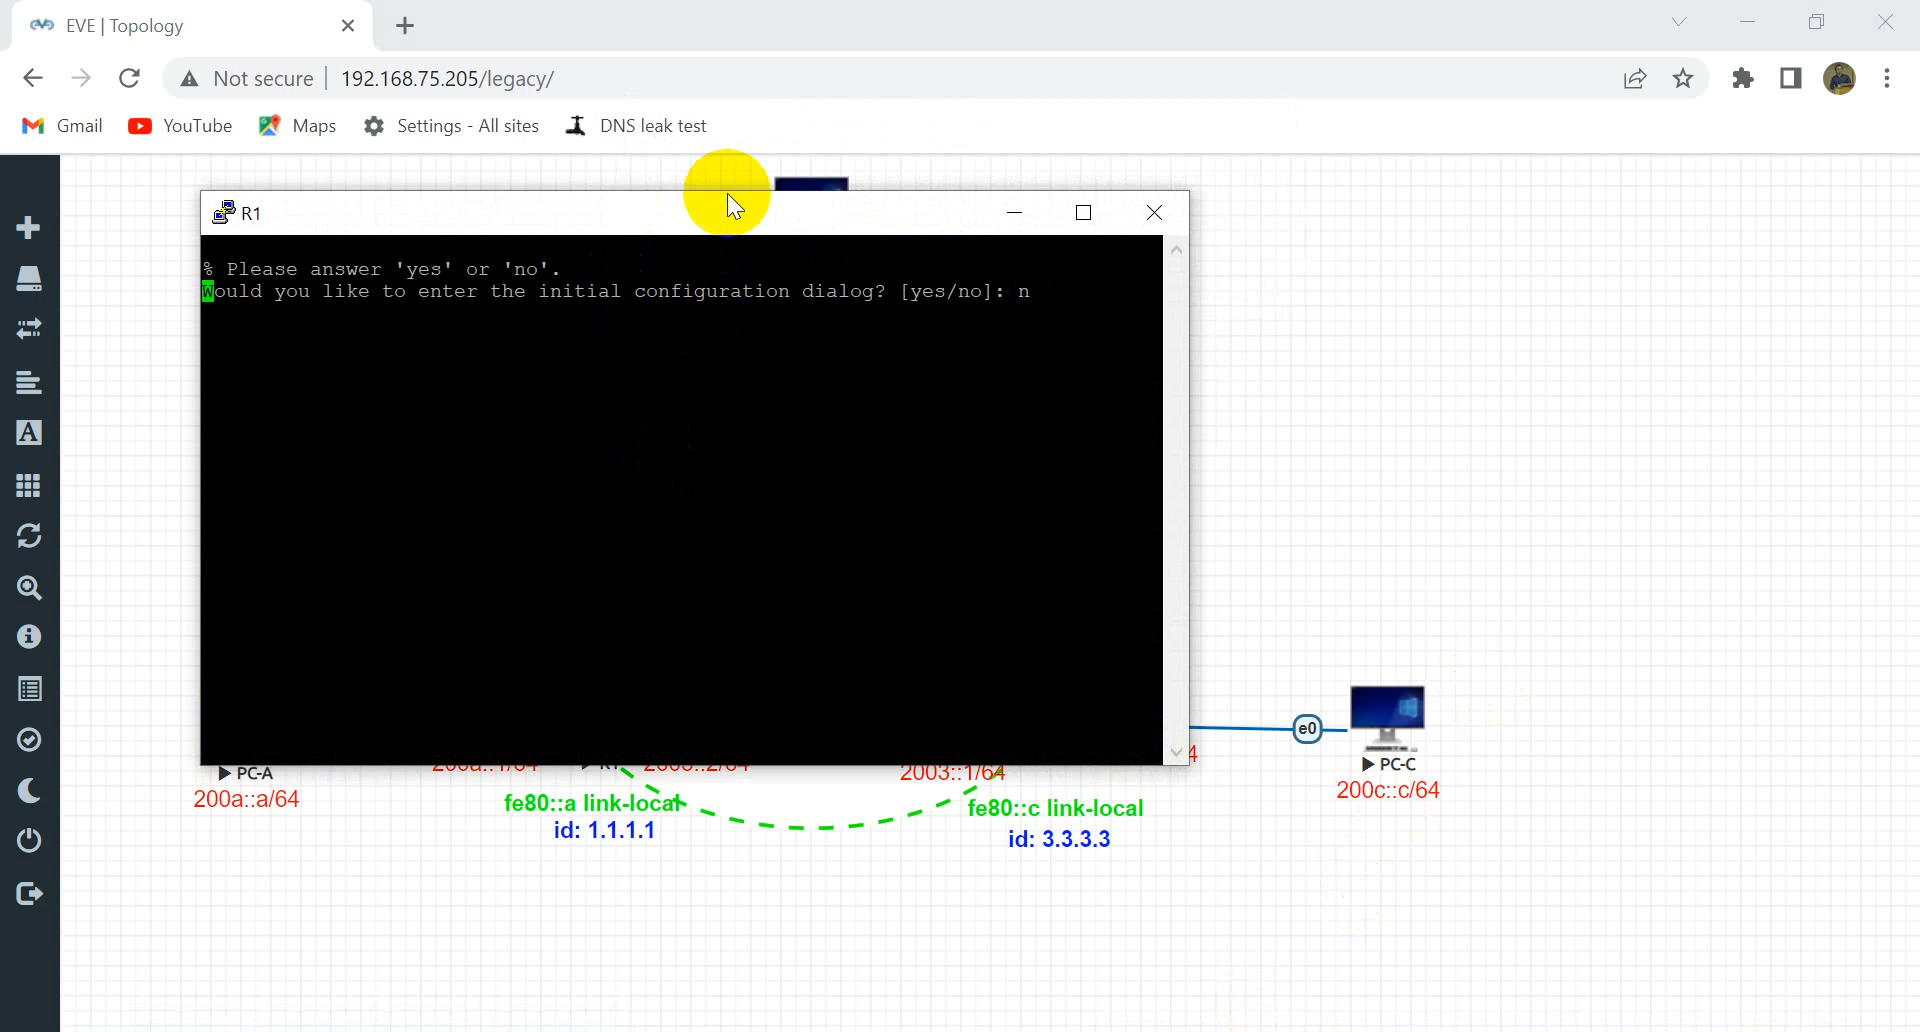 EVE | Topology
Not secure
192.168.75.205/legacy/
Gmail
YouTube
Maps
Settings - All sites
DNS leak test
R1
% Please answer 'yes' or 'no'.
Would you like to enter the initial configuration dialog? [yes/no]: n
e0
PC-A
200a::a/64
2003::1/64
fe80::a link-local
id: 1.1.1.1
fe80::c link-local
id: 3.3.3.3
PC-C
200c::c/64